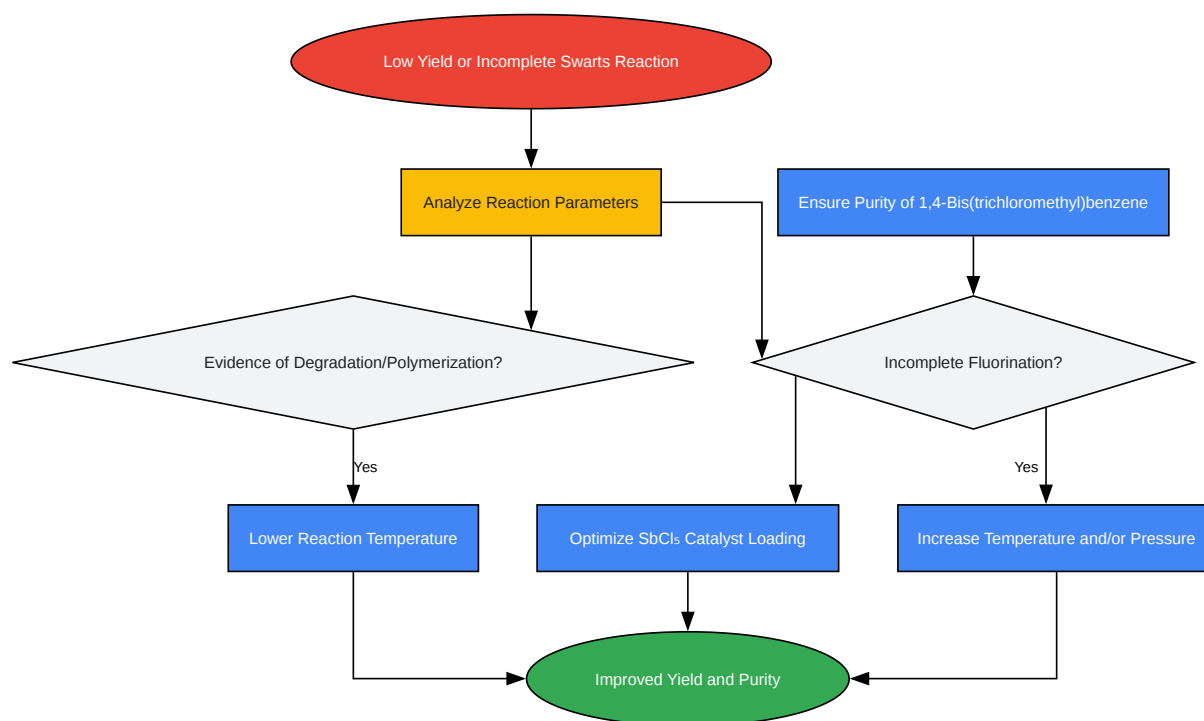 Low Yield or Incomplete Swarts Reaction
Analyze Reaction Parameters
Ensure Purity of 1,4-Bis(trichloromethyl)benzene
Evidence of Degradation/Polymerization?
Incomplete Fluorination?
Yes
Yes
Lower Reaction Temperature
Optimize SbCl₅ Catalyst Loading
Increase Temperature and/or Pressure
Improved Yield and Purity